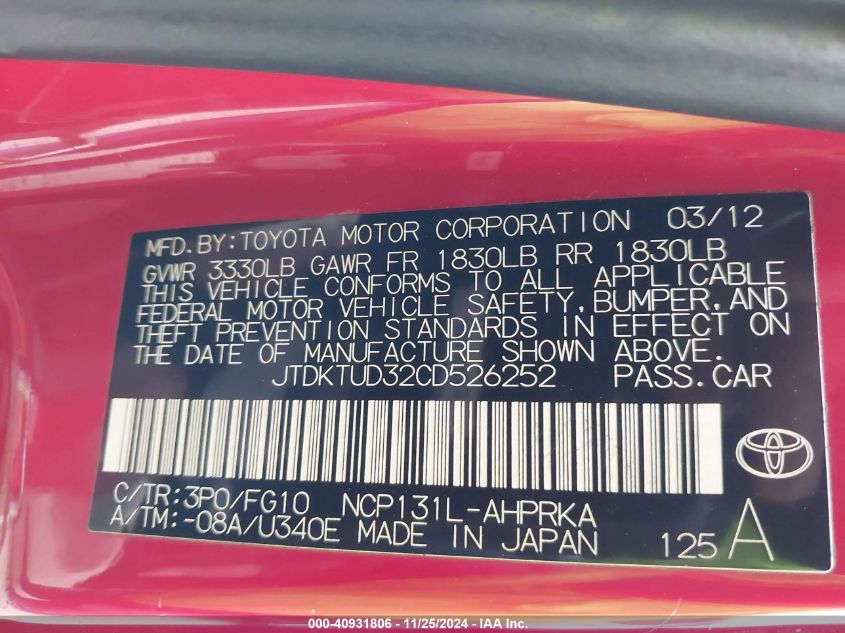 MFD. BY: TOYOTA MOTOR CORPORATION 03/12
GVWR 3330LB GAWR FR 1830LB RR 1830LB
THIS VEHICLE CONFORMS TO ALL APPLICABLE
FEDERAL MOTOR VEHICLE SAFETY, BUMPER, AND
THEFT PREVENTION STANDARDS IN EFFECT ON
THE DATE OF MANUFACTURE SHOWN ABOVE.
JTDKTUD32CD526252 PASS. CAR
C/TR: 3P0/FG10 NCP131L-AHPRKA
A/TM: -08A/U340E MADE IN JAPAN 125 A
000-40931806 - 11/25/2024 - IAA Inc.